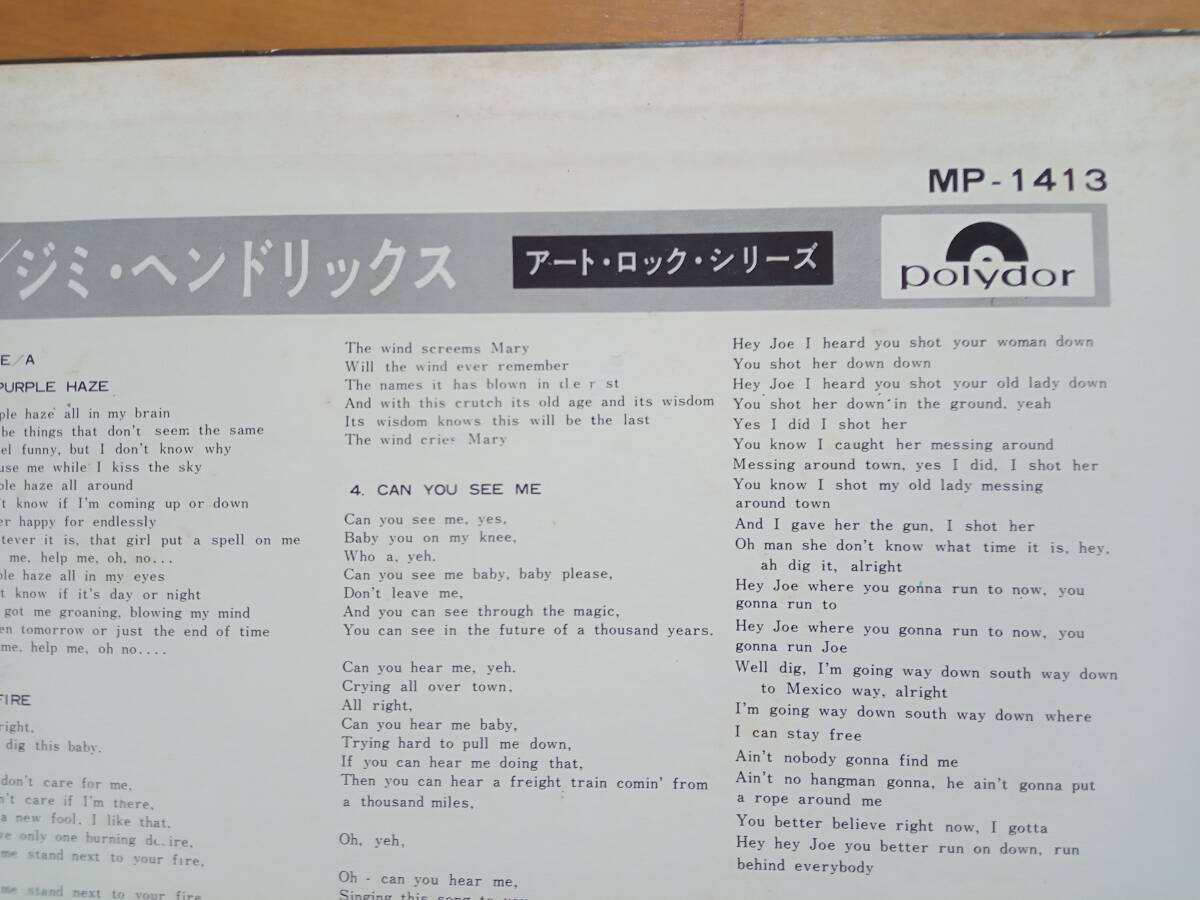 MP-1413
/ジミ・ヘンドリックス
アート・ロック・シリーズ
polydor
E/A
PURPLE HAZE
ple haze all in my brain
be things that don't seem the same
el funny, but I don't know why
use me while I kiss the sky
ple haze all around
't know if I'm coming up or down
er happy for endlessly
tever it is, that girl put a spell on me
me, help me, oh, no...
ple haze all in my eyes
t know if it's day or night
got me groaning, blowing my mind
en tomorrow or just the end of time
me, help me, oh no....
FIRE
right,
dig this baby.
don't care for me,
n't care if I'm there,
a new fool, I like that,
ve only one burning de.ire,
me stand next to your fire,
me stand next to your fire
The wind screems Mary
Will the wind ever remember
The names it has blown in
And with this crutch its old age and its wisdom
Its wisdom knows this will be the last
The wind cries Mary
4. CAN YOU SEE ME
Can you see me, yes,
Baby you on my knee,
Who a, yeh.
Can you see me baby, baby please,
Don't leave me,
And you can see through the magic,
You can see in the future of a thousand years.
Can you hear me, yeh.
Crying all over town,
All right,
Can you hear me baby,
Trying hard to pull me down,
If you can hear me doing that,
Then you can hear a freight train comin' from
a thousand miles,
Oh, yeh,
Oh - can you hear me,
Singing this song to you
Hey Joe I heard you shot your woman down
You shot her down down
Hey Joe I heard you shot your old lady down
You shot her down in the ground, yeah
Yes I did I shot her
You know I caught her messing around
Messing around town, yes I did, I shot her
You know I shot my old lady messing
around town
And I gave her the gun, I shot her
Oh man she don't know what time it is, hey,
ah dig it, alright
Hey Joe where you gonna run to now, you
gonna run to
Hey Joe where you gonna run to now, you
gonna run Joe
Well dig, I'm going way down south way down
to Mexico way, alright
I'm going way down south way down where
I can stay free
Ain't nobody gonna find me
Ain't no hangman gonna, he ain't gonna put
a rope around me
You better believe right now, I gotta
Hey hey Joe you better run on down, run
behind everybody